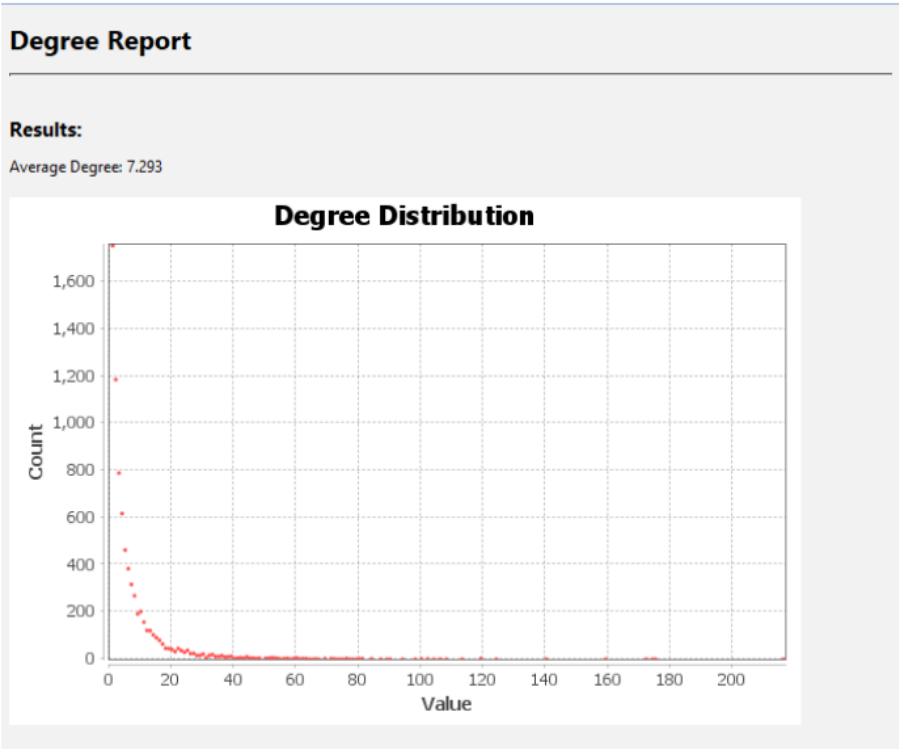 Degree Report
Results:
Average Degree: 7.293
Degree Distribution
1,600
1,400
1,200
1,000
800
600
400
200
0
Count
0 20 40 60 80 100 120 140 160 180 200
Value